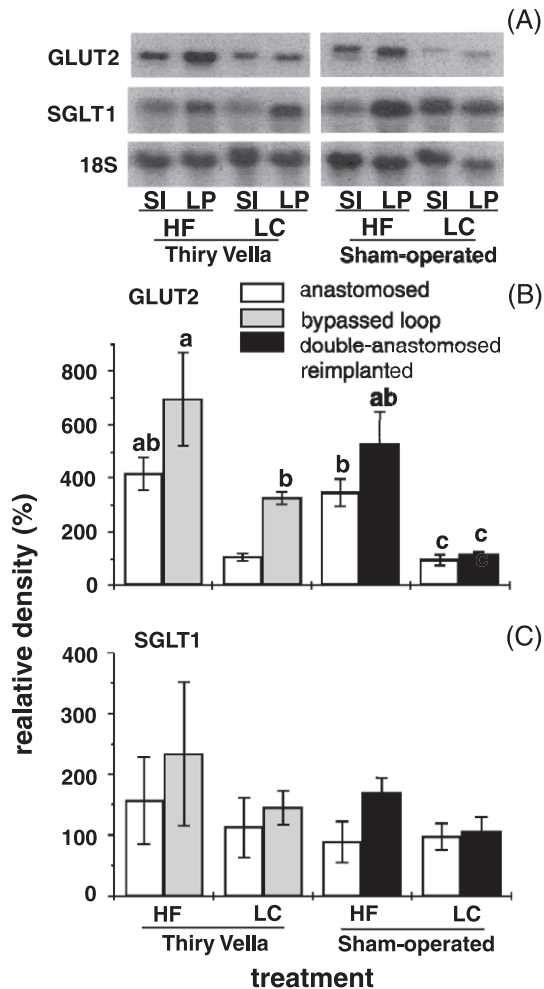 (A)
GLUT2
SGLT1
18S
SI LP SI LP SI LP SI LP
HF LC HF LC
Thiry Vella Sham-operated
GLUT2
(B)
anastomosed
bypassed loop
double-anastomosed
reimplanted
800
600
400
200
0
ab a b b ab c c c
SGLT1
(C)
400
300
200
100
0
realative density (%)
HF LC HF LC
Thiry Vella Sham-operated
treatment